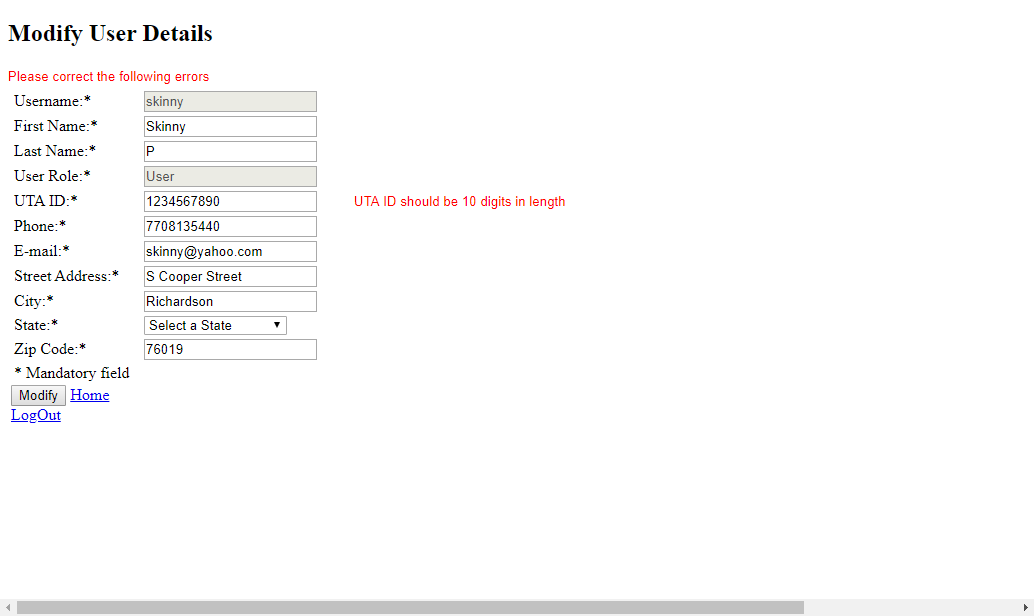 Modify User Details
Please correct the following errors
Username:* skinny
First Name:* Skinny
Last Name:* P
User Role:* User
UTA ID:* 1234567890 UTA ID should be 10 digits in length
Phone:* 7708135440
E-mail:* skinny@yahoo.com
Street Address:* S Cooper Street
City:* Richardson
State:* Select a State
Zip Code:* 76019
* Mandatory field
Modify Home
LogOut